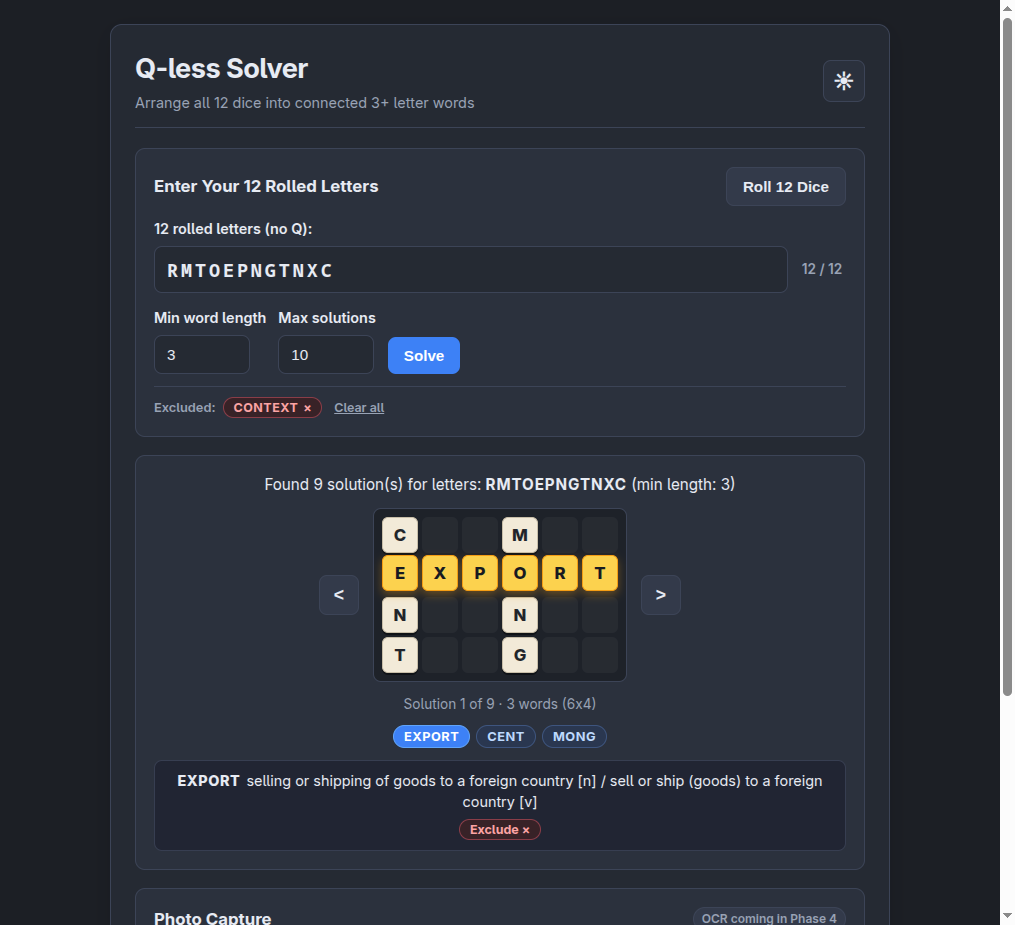 Q-less Solver
Arrange all 12 dice into connected 3+ letter words
Enter Your 12 Rolled Letters
Roll 12 Dice
12 rolled letters (no Q):
RMTOEPNGTNXC
12 / 12
Min word length
Max solutions
3
10
Solve
Excluded:
CONTEXT ×
Clear all
Found 9 solution(s) for letters: RMTOEPNGTNXC (min length: 3)
C M
E X P O R T
N N
T G
<
>
Solution 1 of 9 · 3 words (6x4)
EXPORT
CENT
MONG
EXPORT selling or shipping of goods to a foreign country [n] / sell or ship (goods) to a foreign
country [v]
Exclude ×
Photo Capture
OCR coming in Phase 4